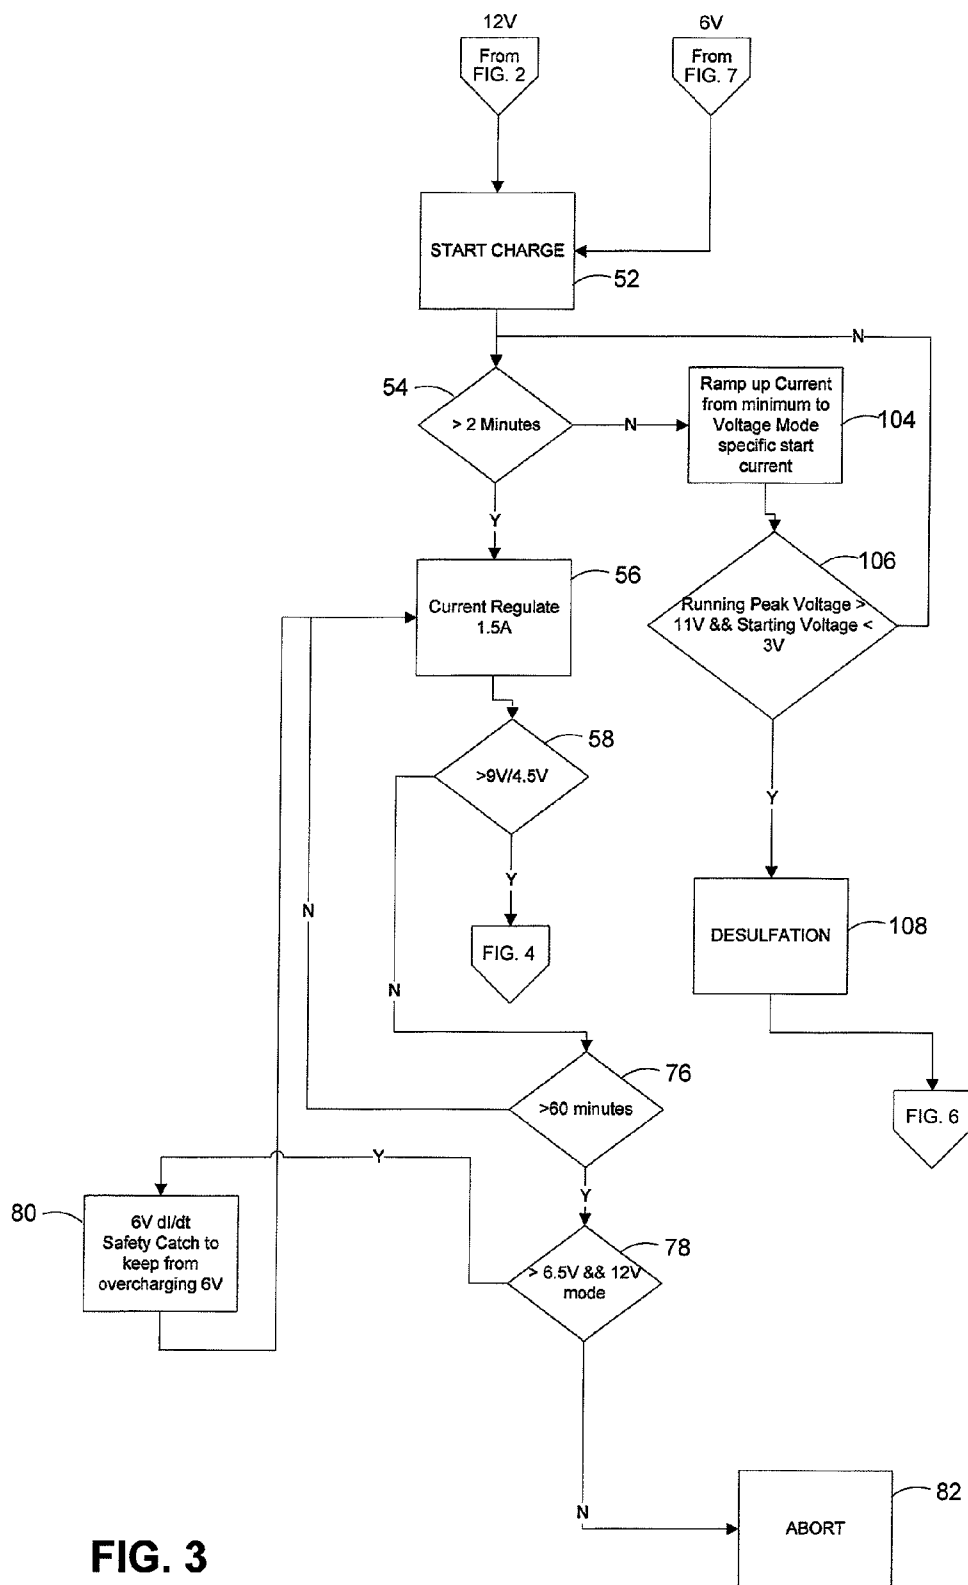 12V
6V
From
FIG. 2
From
FIG. 7
START CHARGE
52
N
54
> 2 Minutes
N
Ramp up Current
from minimum to
Voltage Mode
specific start
current
104
Y
56
Current Regulate
1.5A
106
Running Peak Voltage >
11V && Starting Voltage <
3V
58
>9V/4.5V
Y
Y
N
FIG. 4
DESULFATION
108
N
76
>60 minutes
FIG. 6
Y
Y
80
6V dI/dt
Safety Catch to
keep from
overcharging 6V
78
> 6.5V && 12V
mode
N
82
ABORT
FIG. 3